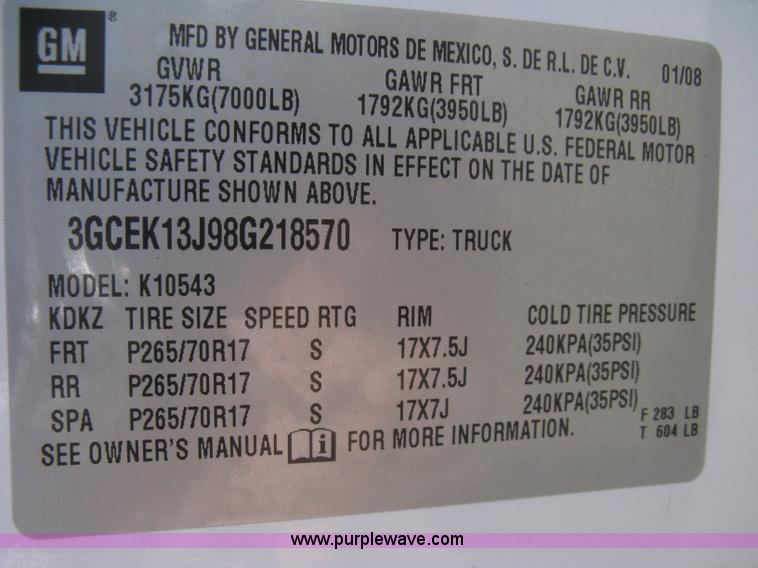 GM ®
MFD BY GENERAL MOTORS DE MEXICO, S. DE R.L. DE C.V. 01/08
GVWR GAWR FRT GAWR RR
3175KG(7000LB) 1792KG(3950LB) 1792KG(3950LB)
THIS VEHICLE CONFORMS TO ALL APPLICABLE U.S. FEDERAL MOTOR
VEHICLE SAFETY STANDARDS IN EFFECT ON THE DATE OF
MANUFACTURE SHOWN ABOVE.
3GCEK13J98G218570 TYPE: TRUCK
MODEL: K10543
KDKZ TIRE SIZE SPEED RTG RIM COLD TIRE PRESSURE
FRT P265/70R17 S 17X7.5J 240KPA(35PSI)
RR P265/70R17 S 17X7.5J 240KPA(35PSI)
SPA P265/70R17 S 17X7J 240KPA(35PSI) F 283 LB
SEE OWNER'S MANUAL i FOR MORE INFORMATION. T 604 LB
www.purplewave.com